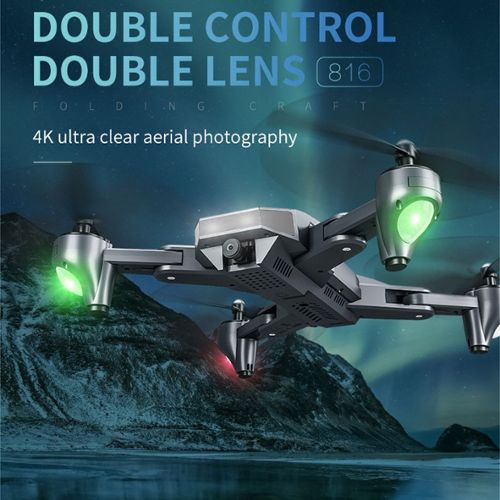 DOUBLE CONTROL
DOUBLE LENS 816
FOLDING CRAFT
4K ultra clear aerial photography